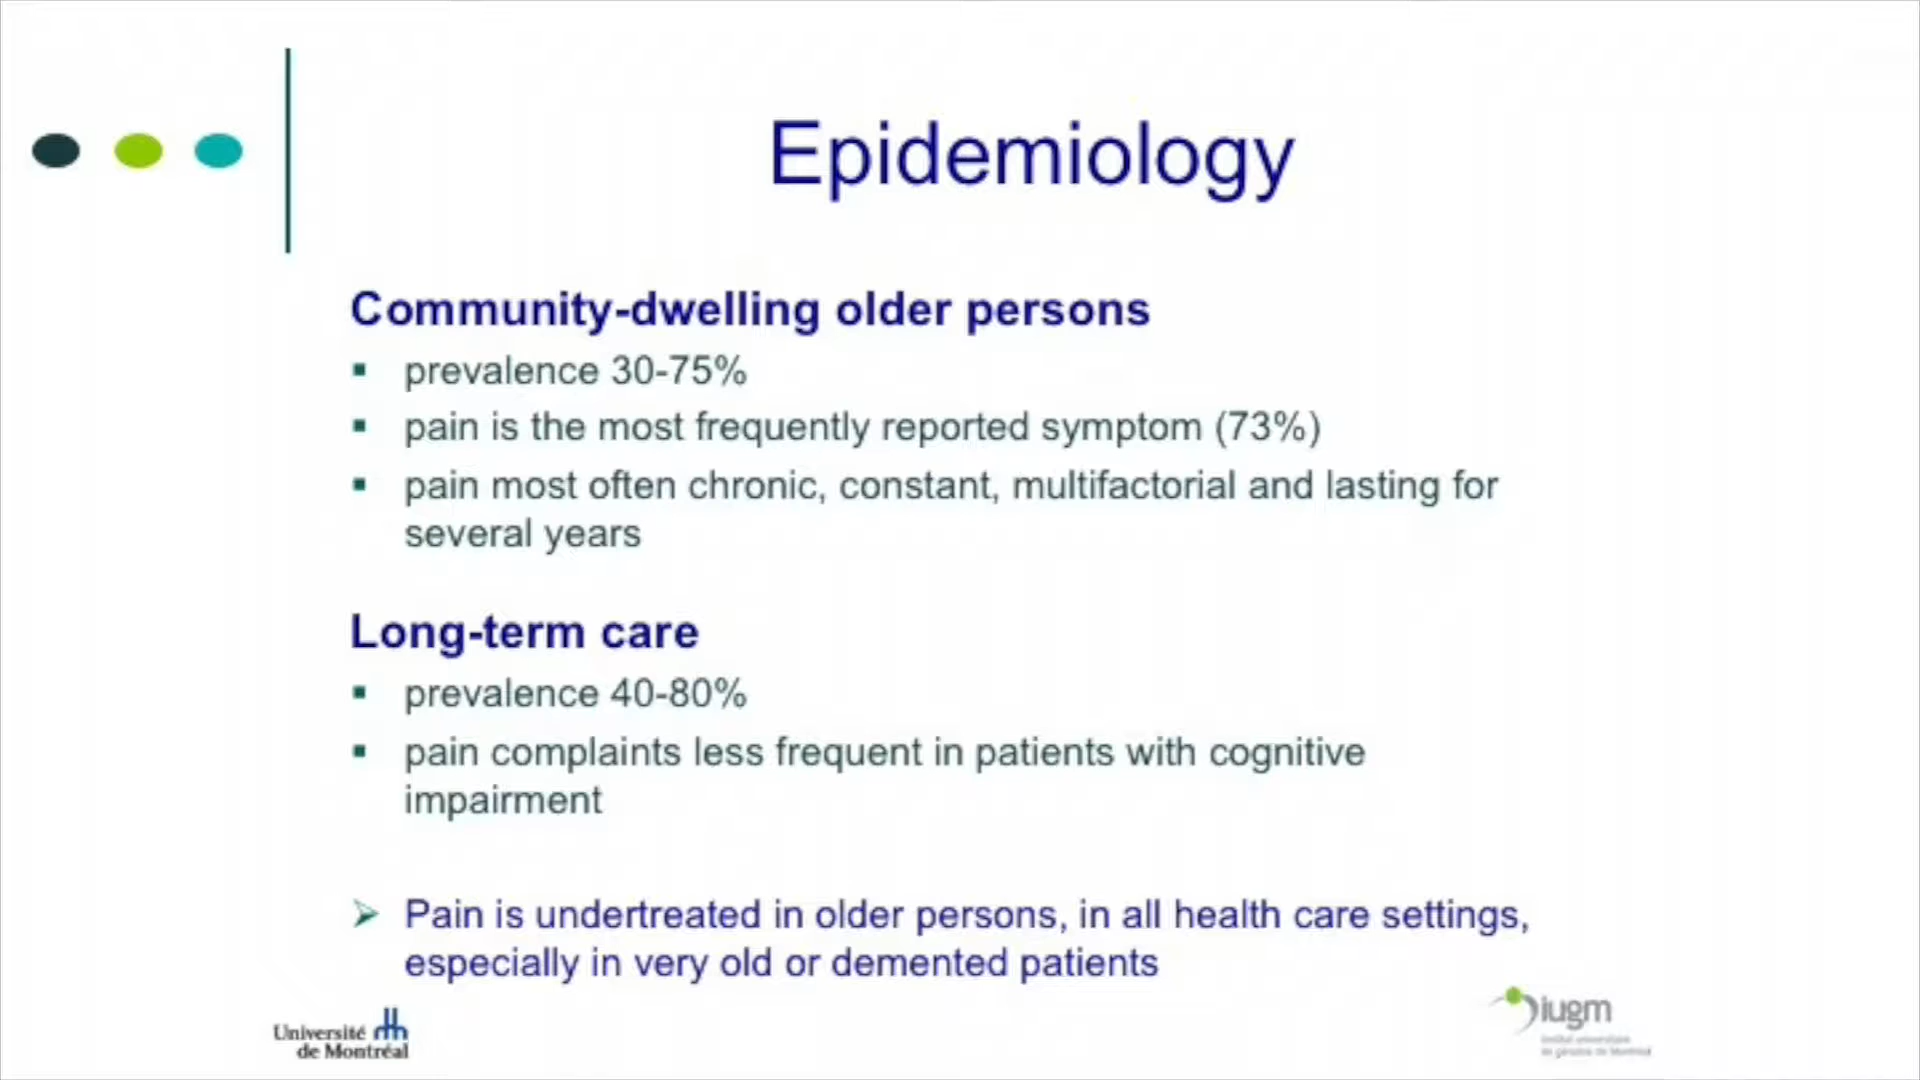 Epidemiology
Community-dwelling older persons
▪ prevalence 30-75%
▪ pain is the most frequently reported symptom (73%)
▪ pain most often chronic, constant, multifactorial and lasting for
several years
Long-term care
▪ prevalence 40-80%
▪ pain complaints less frequent in patients with cognitive
impairment
➢ Pain is undertreated in older persons, in all health care settings,
especially in very old or demented patients
Université
de Montréal
iugm